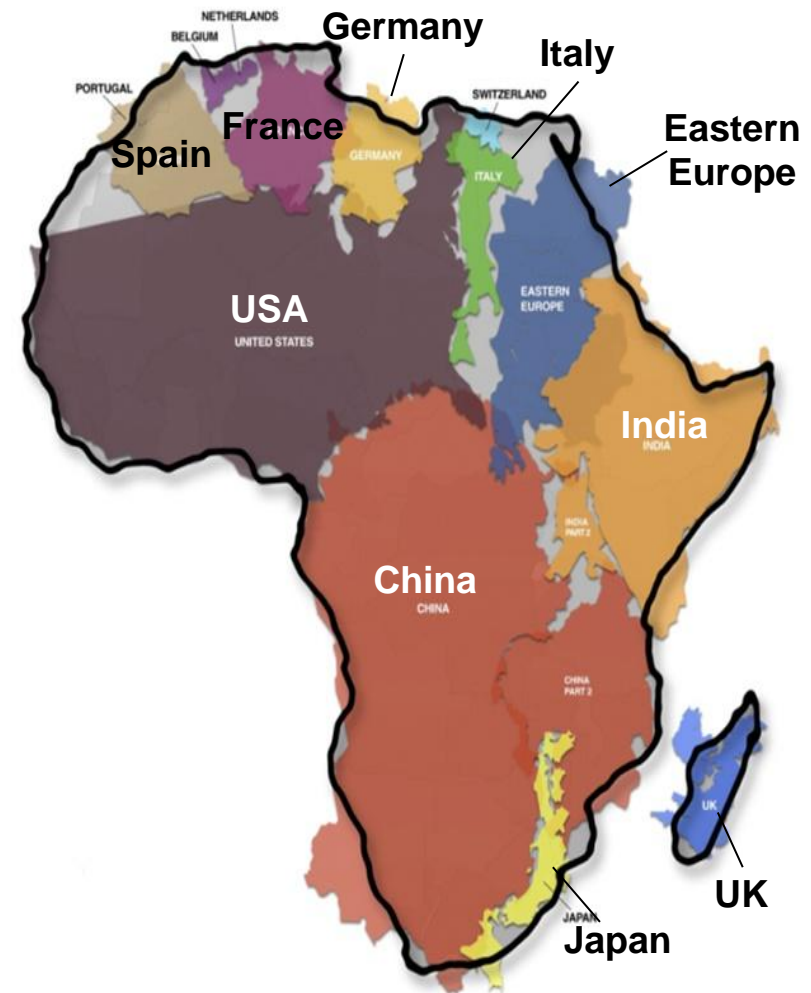 NETHERLANDS
BELGIUM
Germany
Italy
PORTUGAL
SWITZERLAND
Spain
France
GERMANY
ITALY
Eastern
Europe
EASTERN
EUROPE
USA
UNITED STATES
India
INDIA
INDIA
PART 2
China
CHINA
CHINA
PART 2
UK
UK
JAPAN
Japan